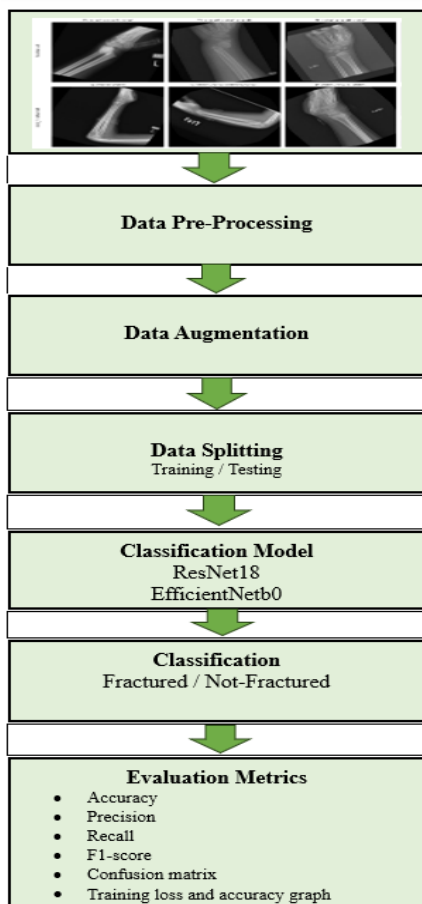 Data Pre-Processing
Data Augmentation
Data Splitting
Training / Testing
Classification Model
ResNet18
EfficientNetb0
Classification
Fractured / Not-Fractured
Evaluation Metrics
• Accuracy
• Precision
• Recall
• F1-score
• Confusion matrix
• Training loss and accuracy graph